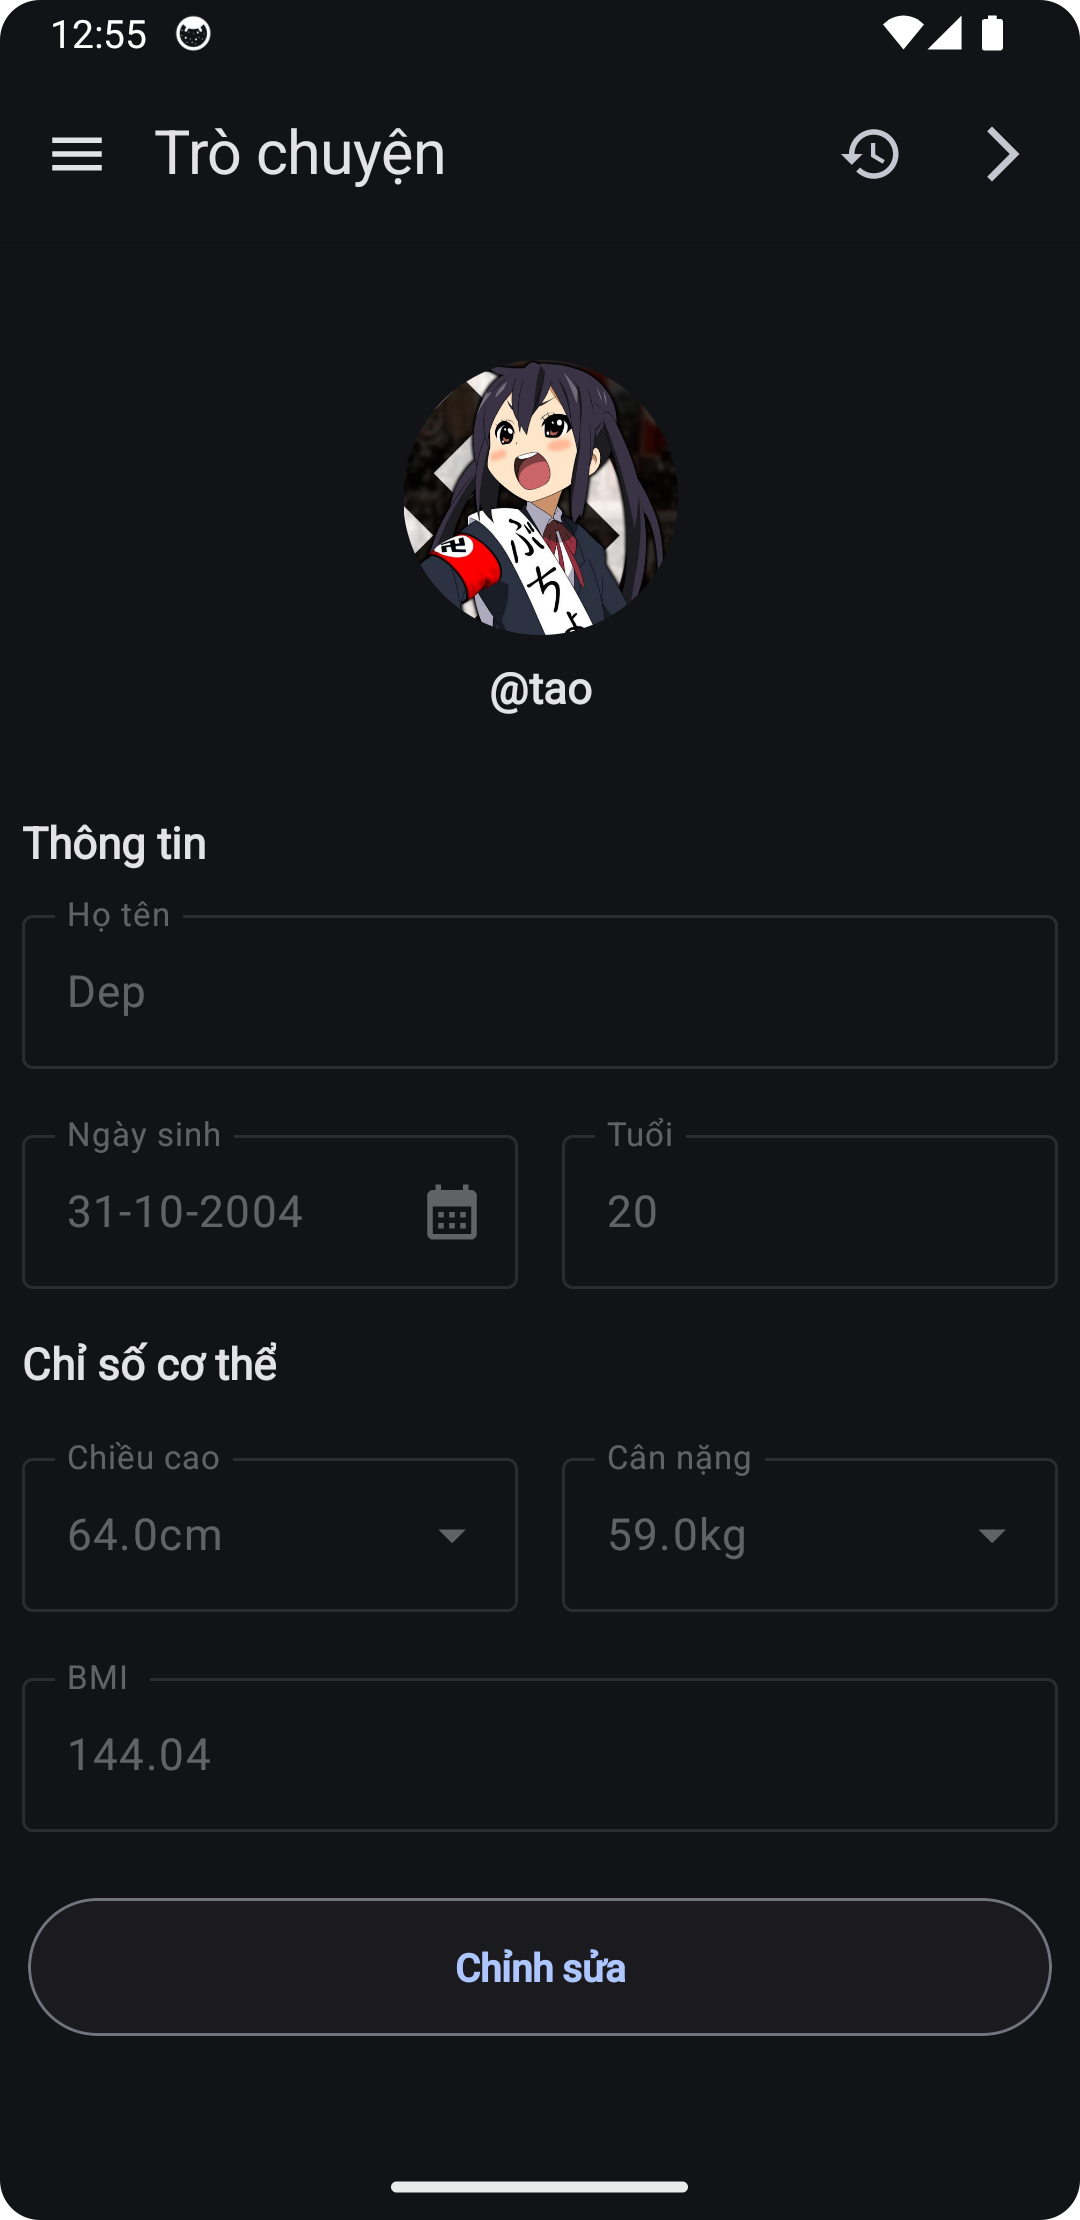 12:55
Trò chuyện
ぶちょ
@tao
Thông tin
Họ tên
Dep
Ngày sinh
31-10-2004
Tuổi
20
Chỉ số cơ thể
Chiều cao
64.0cm
Cân nặng
59.0kg
BMI
144.04
Chỉnh sửa